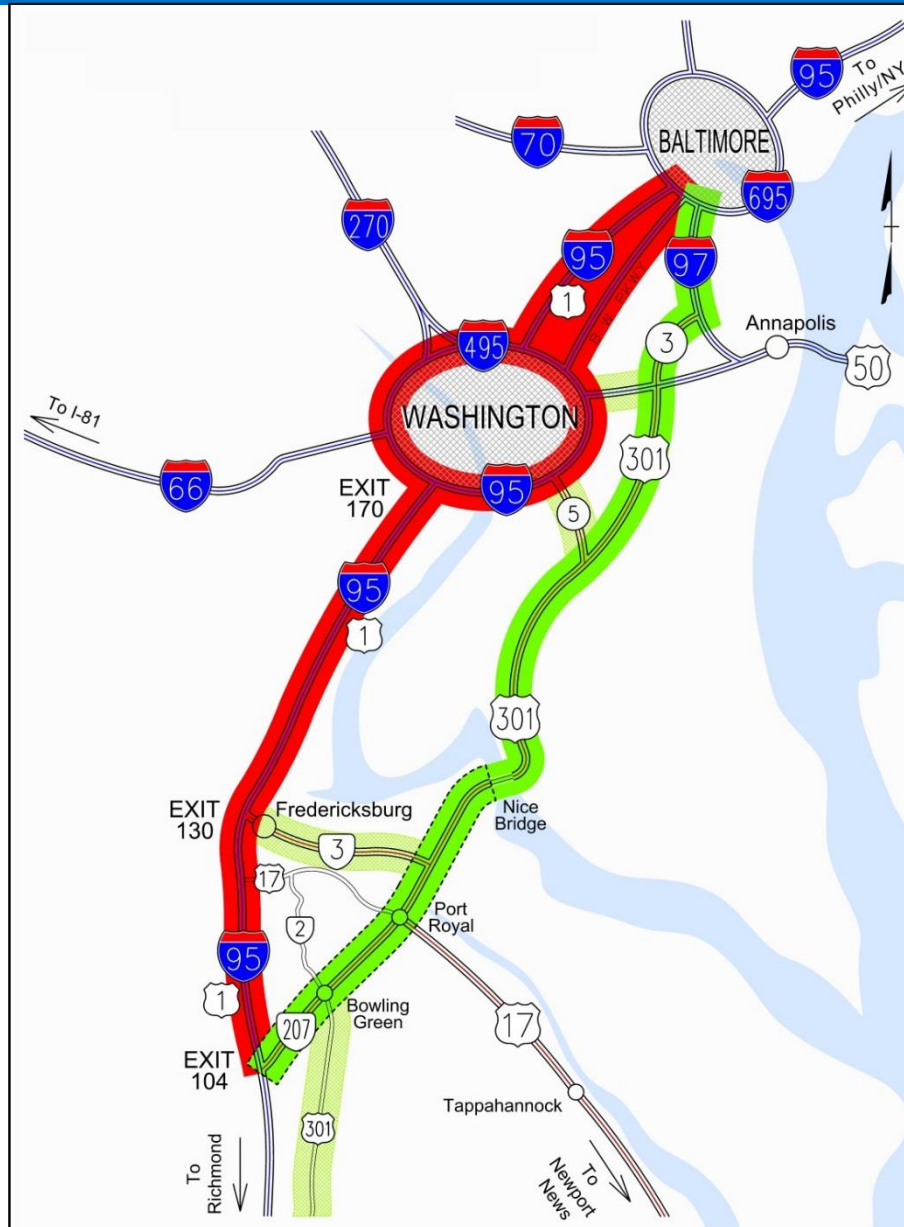 95
To
Philly/NY
70
BALTIMORE
695
270
95
97
1
B-W PKWY
3
Annapolis
495
50
To I-81
WASHINGTON
301
66
EXIT
170
95
5
95
1
301
EXIT
130
Fredericksburg
Nice
Bridge
3
17
Port
Royal
2
95
1
Bowling
Green
207
17
EXIT
104
Tappahannock
301
To
Richmond
To
Newport
News